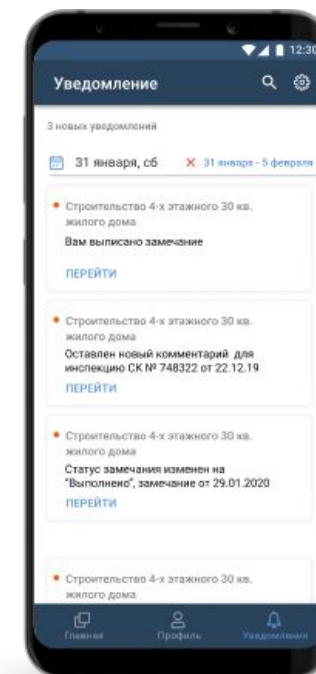 12:30
Уведомление
3 новых уведомлений
31 января, сб
31 января - 5 февраля
Строительство 4-х этажного 30 кв.
жилого дома
Вам выписано замечание
ПЕРЕЙТИ
Строительство 4-х этажного 30 кв.
жилого дома
Оставлен новый комментарий для
инспекцию СК № 748322 от 22.12.19
ПЕРЕЙТИ
Строительство 4-х этажного 30 кв.
жилого дома
Статус замечания изменен на
"Выполнено", замечание от 29.01.2020
ПЕРЕЙТИ
Строительство 4-х этажного 30 кв.
жилого дома
Главная
Профиль
Уведомления